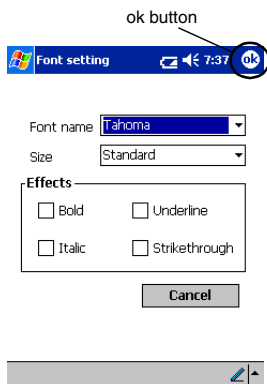 ok button
Font setting 7:37 ok
Font name Tahoma
Size Standard
Effects
Bold Underline
Italic Strikethrough
Cancel